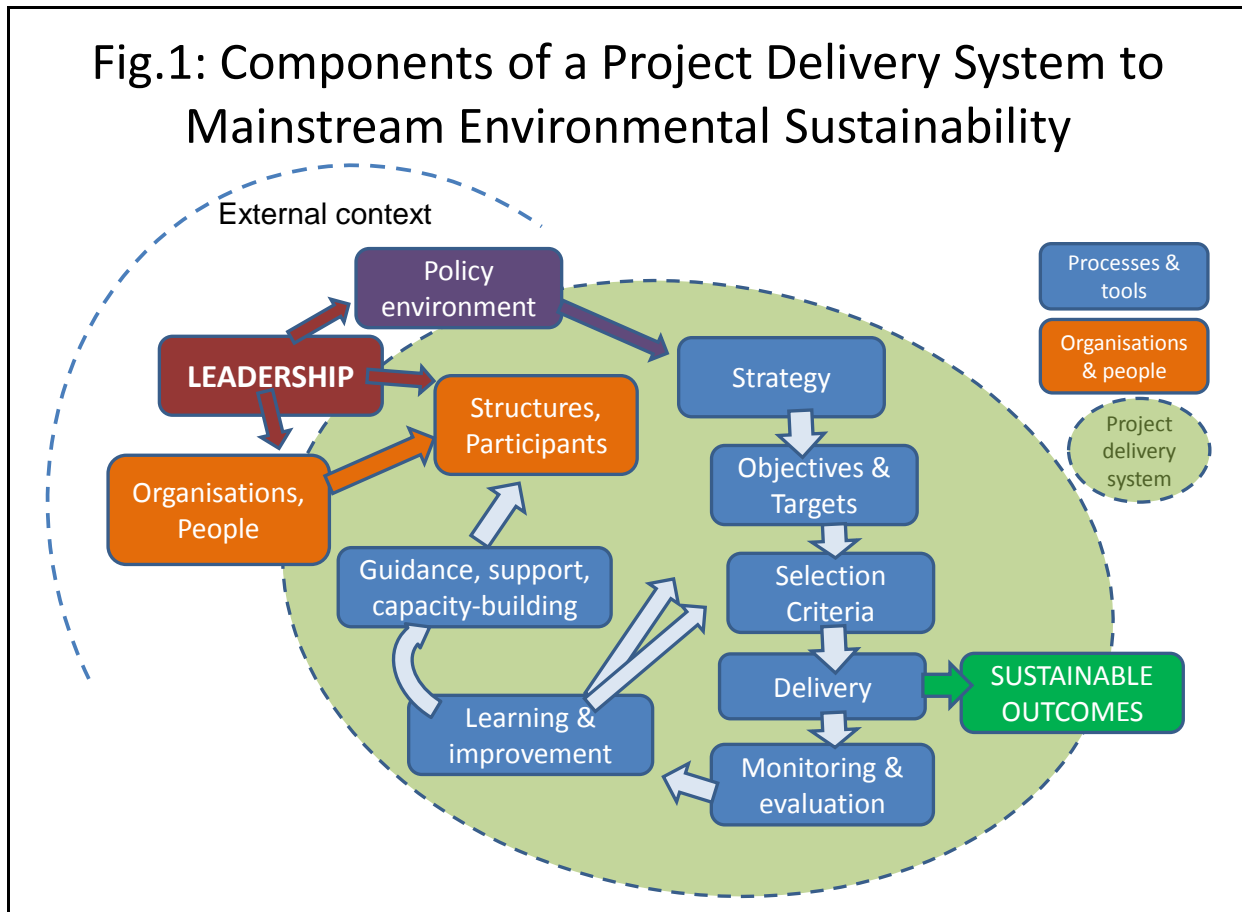 Fig.1: Components of a Project Delivery System to
Mainstream Environmental Sustainability
External context
Policy
environment
LEADERSHIP
Structures,
Participants
Organisations,
People
Guidance, support,
capacity-building
Learning &
improvement
Strategy
Objectives &
Targets
Selection
Criteria
Delivery
Monitoring &
evaluation
SUSTAINABLE
OUTCOMES
Processes &
tools
Organisations
& people
Project
delivery
system